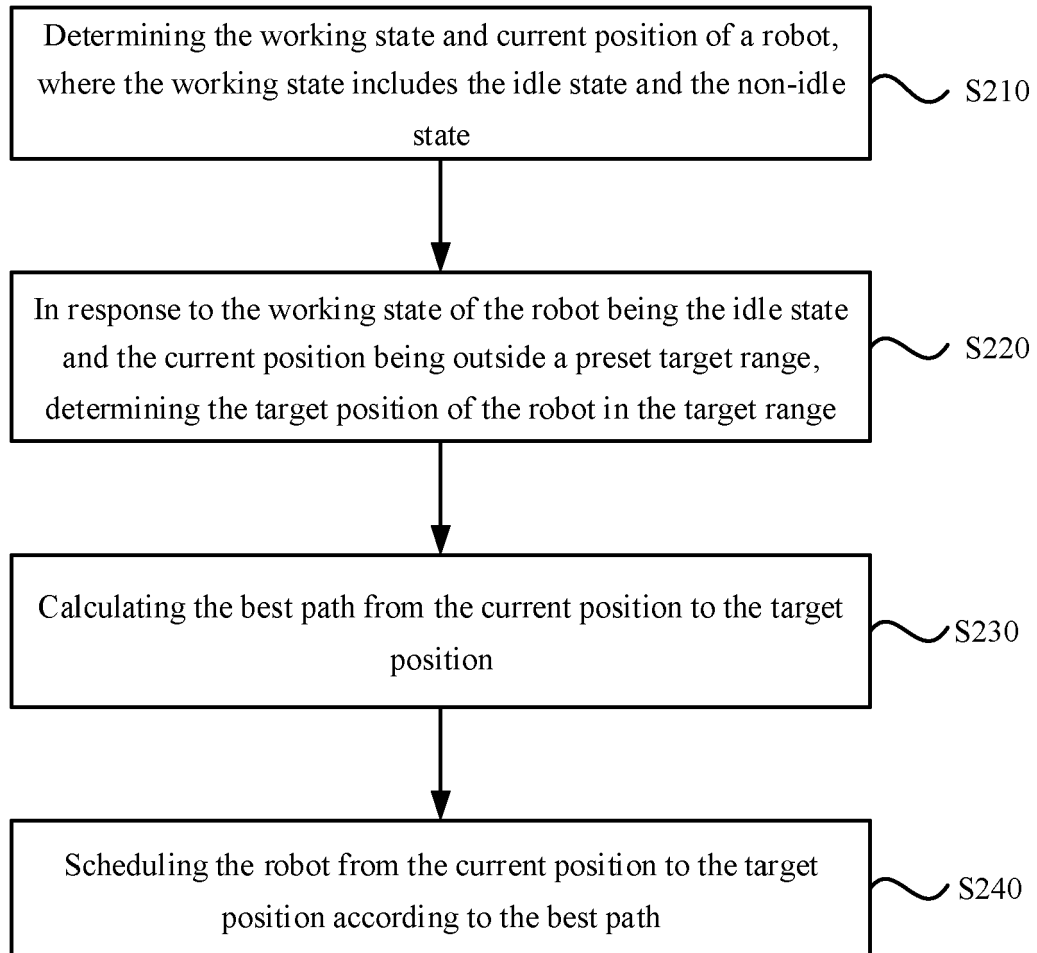 Determining the working state and current position of a robot,
where the working state includes the idle state and the non-idle
state
S210
In response to the working state of the robot being the idle state
and the current position being outside a preset target range,
determining the target position of the robot in the target range
S220
Calculating the best path from the current position to the target
position
S230
Scheduling the robot from the current position to the target
position according to the best path
S240